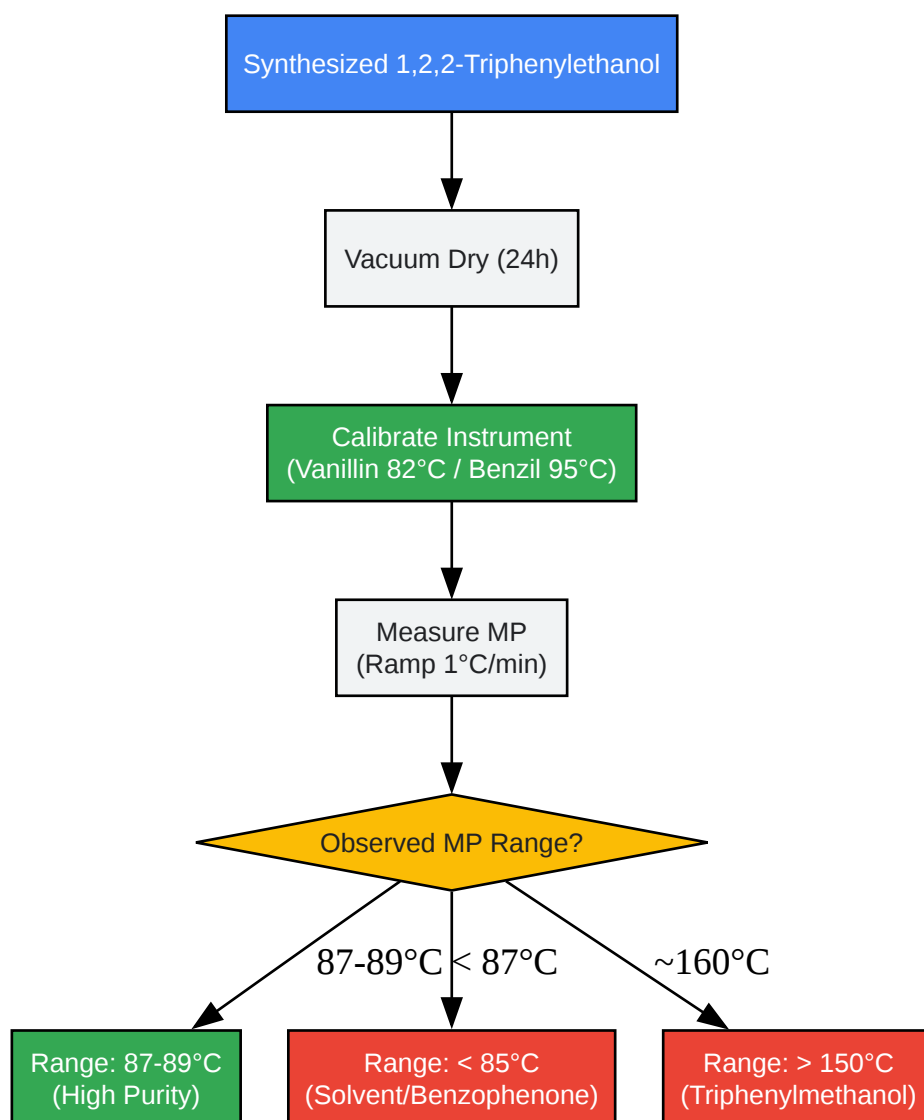 Synthesized 1,2,2-Triphenylethanol
Vacuum Dry (24h)
Calibrate Instrument
(Vanillin 82°C / Benzil 95°C)
Measure MP
(Ramp 1°C/min)
Observed MP Range?
87-89°C
< 87°C
~160°C
Range: 87-89°C
(High Purity)
Range: < 85°C
(Solvent/Benzophenone)
Range: > 150°C
(Triphenylmethanol)